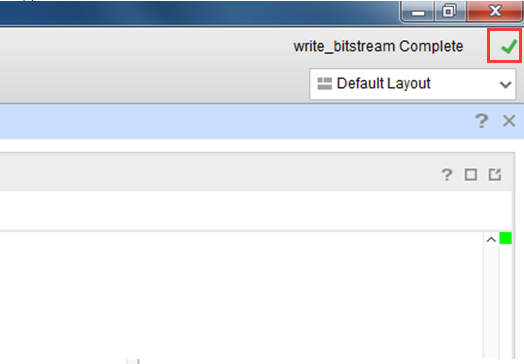 write_bitstream Complete
Default Layout
?
?